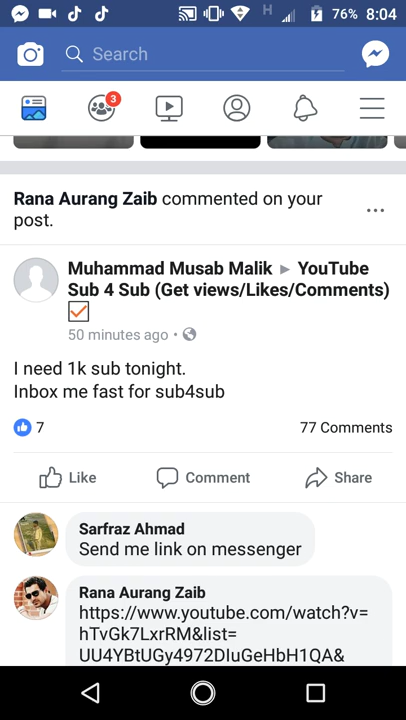 76% 8:04
H
Search
3
Rana Aurang Zaib commented on your
post.
Muhammad Musab Malik ► YouTube
Sub 4 Sub (Get views/Likes/Comments)
50 minutes ago •
I need 1k sub tonight.
Inbox me fast for sub4sub
7 77 Comments
Like Comment Share
Sarfraz Ahmad
Send me link on messenger
Rana Aurang Zaib
https://www.youtube.com/watch?v=
hTvGk7LxrRM&list=
UU4YBtUGy4972DIuGeHbH1QA&